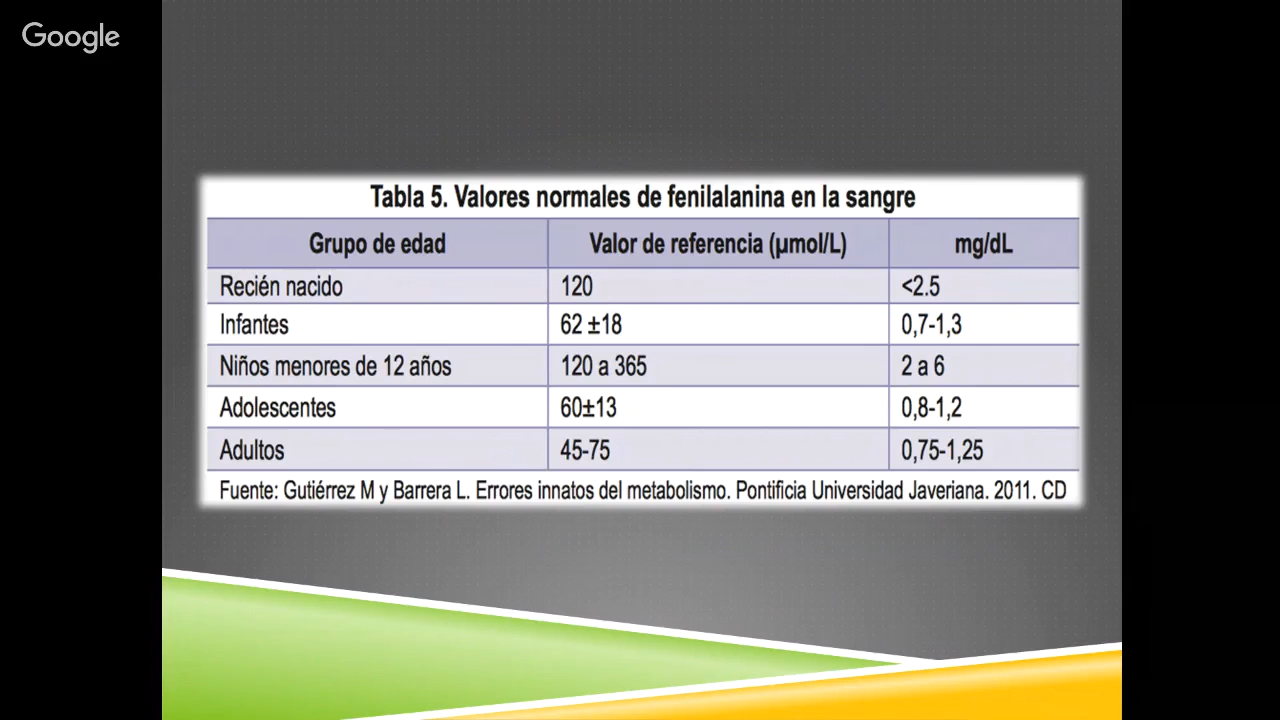 Google
Tabla 5. Valores normales de fenilalanina en la sangre
Grupo de edad Valor de referencia (µmol/L) mg/dL
Recién nacido 120 <2.5
Infantes 62 ±18 0,7-1,3
Niños menores de 12 años 120 a 365 2 a 6
Adolescentes 60±13 0,8-1,2
Adultos 45-75 0,75-1,25
Fuente: Gutiérrez M y Barrera L. Errores innatos del metabolismo. Pontificia Universidad Javeriana. 2011. CD